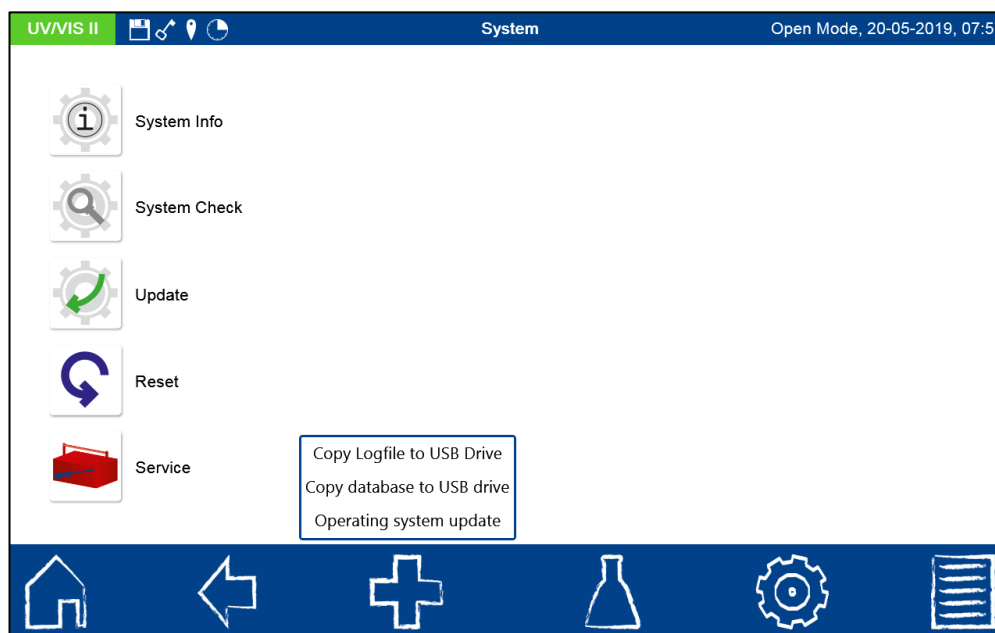 UV/VIS II
System
Open Mode, 20-05-2019, 07:5
System Info
System Check
Update
Reset
Service
Copy Logfile to USB Drive
Copy database to USB drive
Operating system update